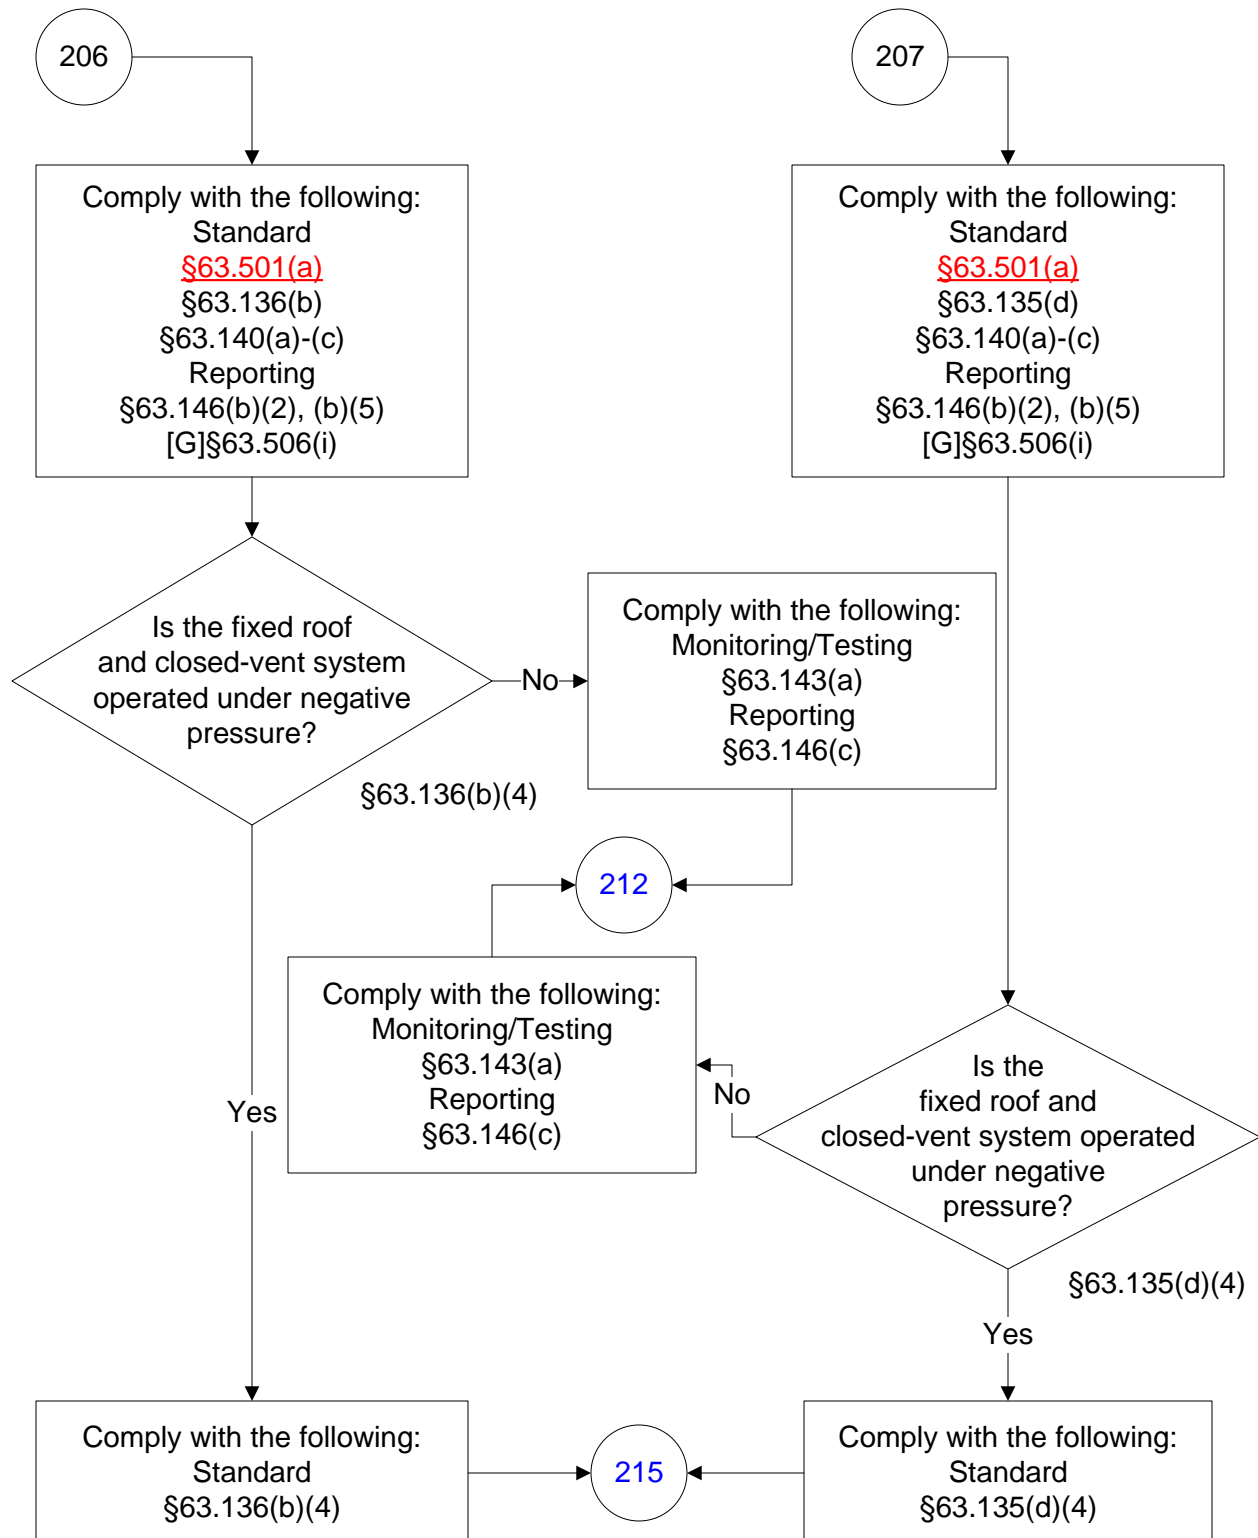 206
207
Comply with the following:
Standard
§63.501(a)
§63.136(b)
§63.140(a)-(c)
Reporting
§63.146(b)(2), (b)(5)
[G]§63.506(i)
Comply with the following:
Standard
§63.501(a)
§63.135(d)
§63.140(a)-(c)
Reporting
§63.146(b)(2), (b)(5)
[G]§63.506(i)
Is the fixed roof
and closed-vent system
operated under negative
pressure?
No
§63.136(b)(4)
Comply with the following:
Monitoring/Testing
§63.143(a)
Reporting
§63.146(c)
212
Comply with the following:
Monitoring/Testing
§63.143(a)
Reporting
§63.146(c)
No
Is the
fixed roof and
closed-vent system operated
under negative
pressure?
§63.135(d)(4)
Yes
Yes
Comply with the following:
Standard
§63.136(b)(4)
215
Comply with the following:
Standard
§63.135(d)(4)